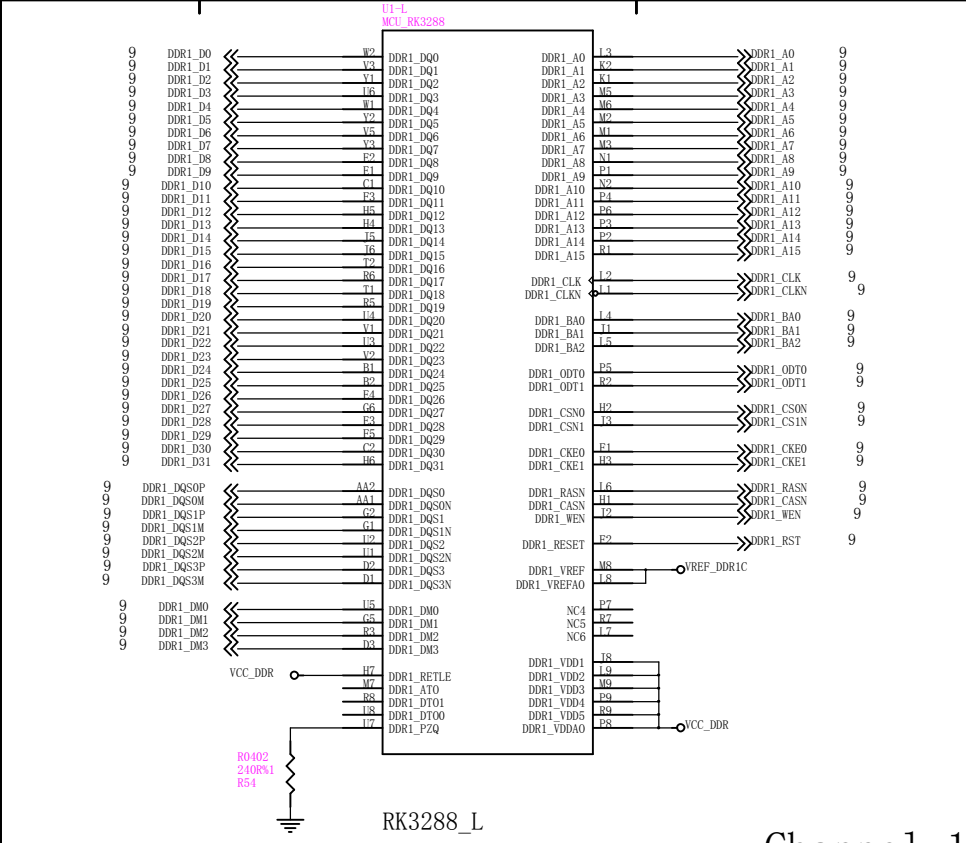 U1-L
MCU_RK3288
9 DDR1_D0 W2 DDR1_DQ0 DDR1_A0 L3 DDR1_A0 9
9 DDR1_D1 V3 DDR1_DQ1 DDR1_A1 K2 DDR1_A1 9
9 DDR1_D2 Y1 DDR1_DQ2 DDR1_A2 K1 DDR1_A2 9
9 DDR1_D3 U6 DDR1_DQ3 DDR1_A3 M5 DDR1_A3 9
9 DDR1_D4 W1 DDR1_DQ4 DDR1_A4 M6 DDR1_A4 9
9 DDR1_D5 Y2 DDR1_DQ5 DDR1_A5 M2 DDR1_A5 9
9 DDR1_D6 V5 DDR1_DQ6 DDR1_A6 M1 DDR1_A6 9
9 DDR1_D7 Y3 DDR1_DQ7 DDR1_A7 M3 DDR1_A7 9
9 DDR1_D8 E2 DDR1_DQ8 DDR1_A8 N1 DDR1_A8 9
9 DDR1_D9 E1 DDR1_DQ9 DDR1_A9 P1 DDR1_A9 9
9 DDR1_D10 C1 DDR1_DQ10 DDR1_A10 N2 DDR1_A10 9
9 DDR1_D11 F3 DDR1_DQ11 DDR1_A11 P4 DDR1_A11 9
9 DDR1_D12 H5 DDR1_DQ12 DDR1_A12 P6 DDR1_A12 9
9 DDR1_D13 H4 DDR1_DQ13 DDR1_A13 P3 DDR1_A13 9
9 DDR1_D14 J5 DDR1_DQ14 DDR1_A14 P2 DDR1_A14 9
9 DDR1_D15 J6 DDR1_DQ15 DDR1_A15 R1 DDR1_A15 9
9 DDR1_D16 T2 DDR1_DQ16
9 DDR1_D17 R6 DDR1_DQ17 DDR1_CLK L2 DDR1_CLK 9
9 DDR1_D18 T1 DDR1_DQ18 DDR1_CLKN L1 DDR1_CLKN 9
9 DDR1_D19 R5 DDR1_DQ19
9 DDR1_D20 U4 DDR1_DQ20 DDR1_BA0 L4 DDR1_BA0 9
9 DDR1_D21 V1 DDR1_DQ21 DDR1_BA1 J1 DDR1_BA1 9
9 DDR1_D22 U3 DDR1_DQ22 DDR1_BA2 L5 DDR1_BA2 9
9 DDR1_D23 V2 DDR1_DQ23
9 DDR1_D24 B1 DDR1_DQ24 DDR1_ODT0 P5 DDR1_ODT0 9
9 DDR1_D25 B2 DDR1_DQ25 DDR1_ODT1 R2 DDR1_ODT1 9
9 DDR1_D26 E4 DDR1_DQ26
9 DDR1_D27 G6 DDR1_DQ27 DDR1_CSN0 H2 DDR1_CS0N 9
9 DDR1_D28 E3 DDR1_DQ28 DDR1_CSN1 J3 DDR1_CS1N 9
9 DDR1_D29 F5 DDR1_DQ29
9 DDR1_D30 C2 DDR1_DQ30 DDR1_CKE0 F1 DDR1_CKE0 9
9 DDR1_D31 H6 DDR1_DQ31 DDR1_CKE1 H3 DDR1_CKE1 9
9 DDR1_DQS0P AA2 DDR1_DQS0 DDR1_RASN L6 DDR1_RASN 9
9 DDR1_DQS0M AA1 DDR1_DQS0N DDR1_CASN H1 DDR1_CASN 9
9 DDR1_DQS1P G2 DDR1_DQS1 DDR1_WEN J2 DDR1_WEN 9
9 DDR1_DQS1M G1 DDR1_DQS1N
9 DDR1_DQS2P U2 DDR1_DQS2 DDR1_RESET F2 DDR1_RST 9
9 DDR1_DQS2M U1 DDR1_DQS2N
9 DDR1_DQS3P D2 DDR1_DQS3 DDR1_VREF M8 VREF_DDR1C
9 DDR1_DQS3M D1 DDR1_DQS3N DDR1_VREFAO L8
9 DDR1_DM0 U5 DDR1_DM0 NC4 P7
9 DDR1_DM1 G5 DDR1_DM1 NC5 R7
9 DDR1_DM2 R3 DDR1_DM2 NC6 L7
9 DDR1_DM3 D3 DDR1_DM3
DDR1_VDD1 J8
VCC_DDR H7 DDR1_RETLE DDR1_VDD2 L9
M7 DDR1_ATO DDR1_VDD3 M9
R8 DDR1_DTO1 DDR1_VDD4 P9
U8 DDR1_DTO0 DDR1_VDD5 R9
U7 DDR1_PZQ DDR1_VDDAO P8 VCC_DDR
R0402
240R%1
R54
RK3288_L